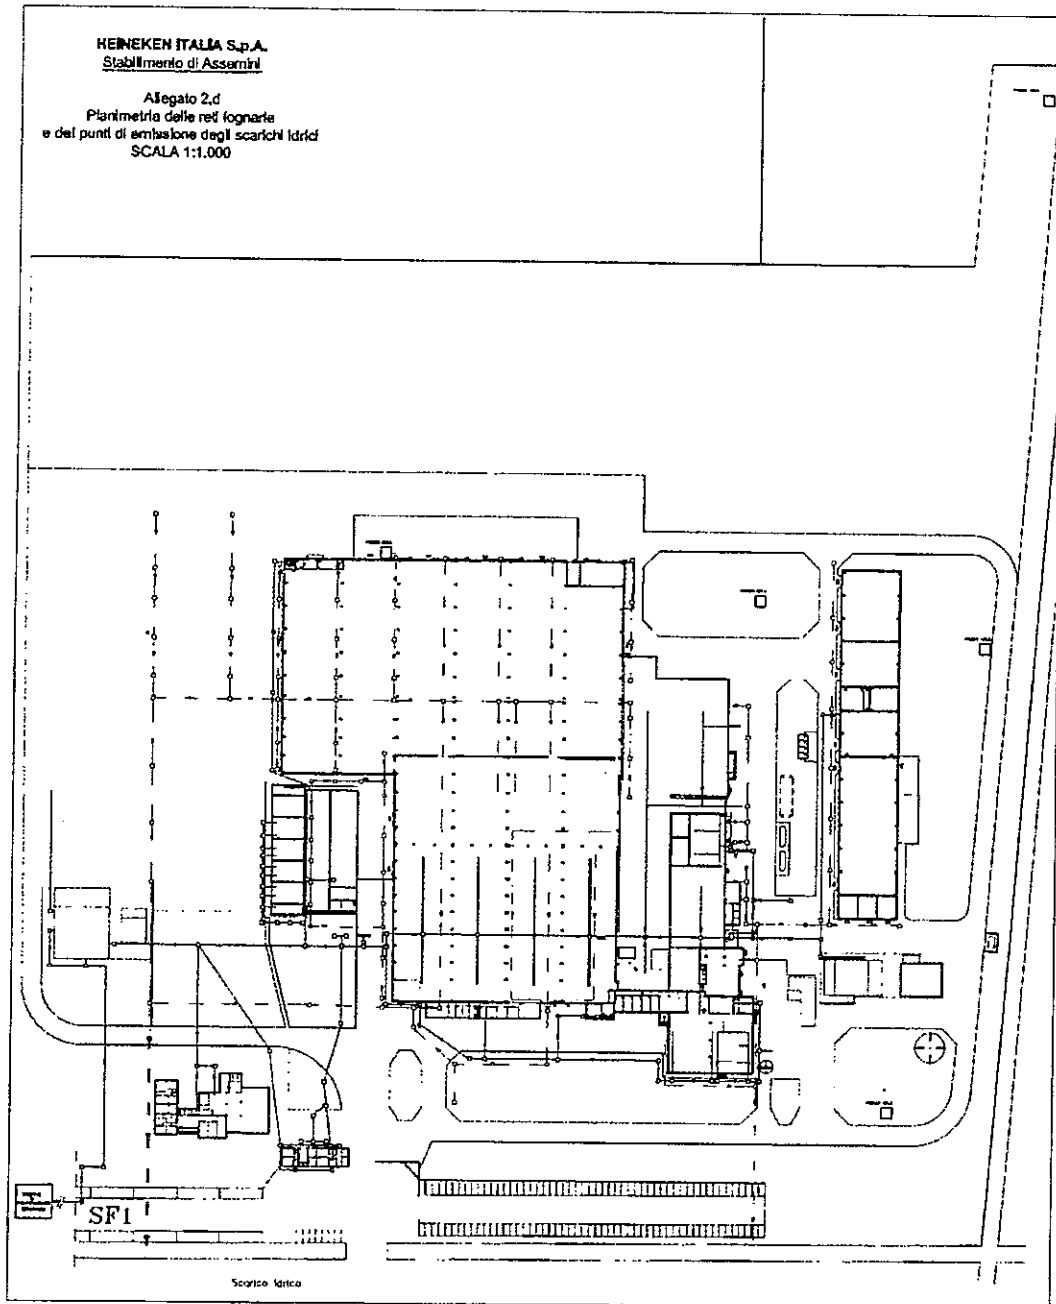 HEINEKEN ITALIA S.p.A.
Stabilimento di Assemini
Allegato 2.d
Planimetria delle reti fognarie
e dei punti di emissione degli scarichi idrici
SCALA 1:1.000
SF1
Scarico Idrico